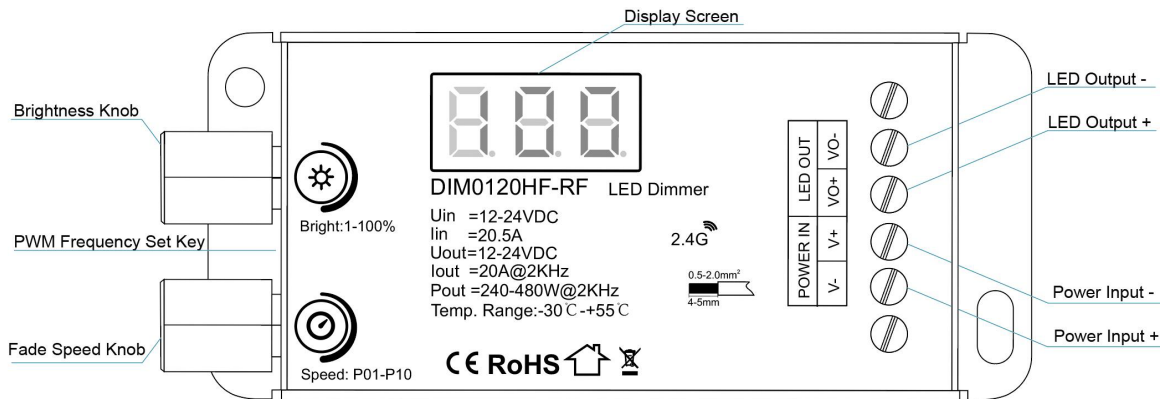 Display Screen
Brightness Knob
LED Output -
LED Output +
PWM Frequency Set Key
Fade Speed Knob
Power Input -
Power Input +
188
DIM0120HF-RF LED Dimmer
Uin =12-24VDC
Iin =20.5A
Uout=12-24VDC
Iout =20A@2KHz
Pout =240-480W@2KHz
Temp. Range:-30℃-+55℃
CE RoHS
Bright:1-100%
Speed: P01-P10
2.4G
0.5-2.0mm²
4-5mm
LED OUT
VO-
VO+
POWER IN
V+
V-